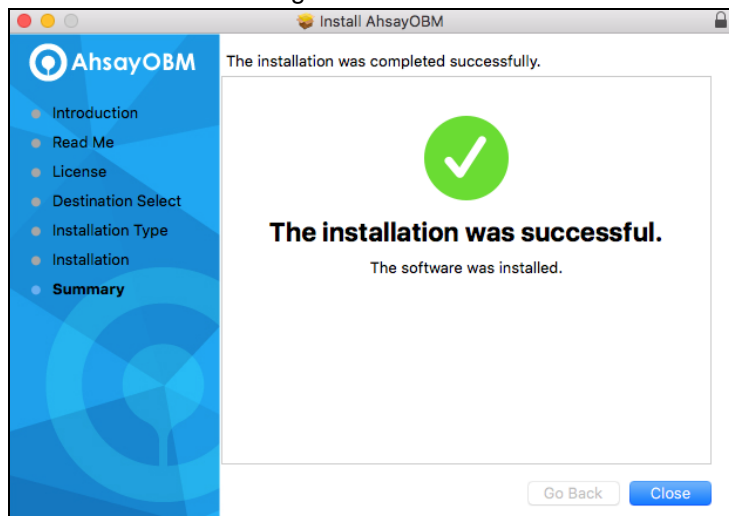 Install AhsayOBM
AhsayOBM
The installation was completed successfully.
Introduction
Read Me
License
Destination Select
Installation Type
Installation
Summary
The installation was successful.
The software was installed.
Go Back
Close